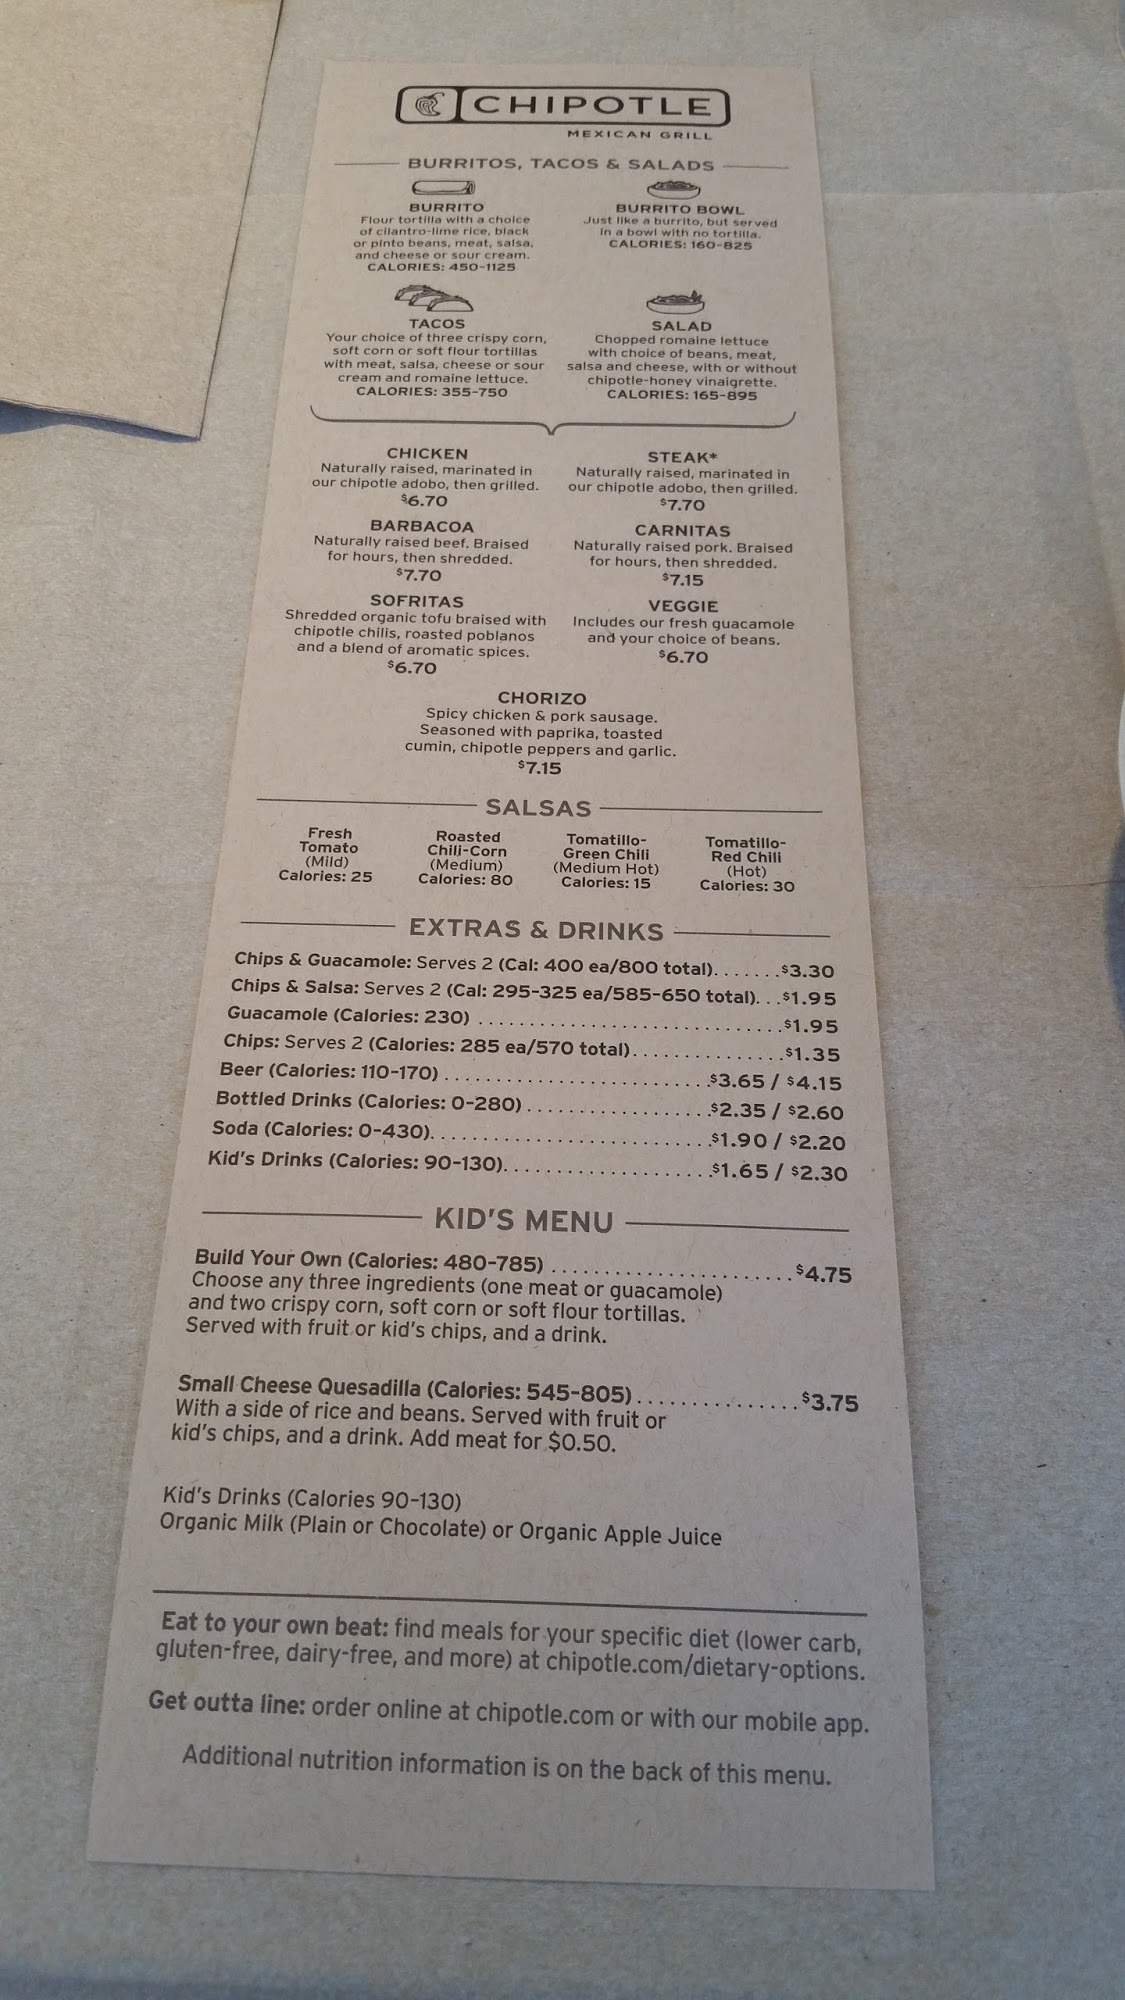 CHIPOTLE
MEXICAN GRILL
BURRITOS, TACOS & SALADS
BURRITO
Flour tortilla with a choice
of cilantro-lime rice, black
or pinto beans, meat, salsa,
and cheese or sour cream.
CALORIES: 450-1125
BURRITO BOWL
Just like a burrito, but served
in a bowl with no tortilla.
CALORIES: 160-825
TACOS
Your choice of three crispy corn,
soft corn or soft flour tortillas
with meat, salsa, cheese or sour
cream and romaine lettuce.
CALORIES: 355-750
SALAD
Chopped romaine lettuce
with choice of beans, meat,
salsa and cheese, with or without
chipotle-honey vinaigrette.
CALORIES: 165-895
CHICKEN
Naturally raised, marinated in
our chipotle adobo, then grilled.
$6.70
STEAK*
Naturally raised, marinated in
our chipotle adobo, then grilled.
$7.70
BARBACOA
Naturally raised beef. Braised
for hours, then shredded.
$7.70
CARNITAS
Naturally raised pork. Braised
for hours, then shredded.
$7.15
SOFRITAS
Shredded organic tofu braised with
chipotle chilis, roasted poblanos
and a blend of aromatic spices.
$6.70
VEGGIE
Includes our fresh guacamole
and your choice of beans.
$6.70
CHORIZO
Spicy chicken & pork sausage.
Seasoned with paprika, toasted
cumin, chipotle peppers and garlic.
$7.15
SALSAS
Fresh
Tomato
(Mild)
Calories: 25
Roasted
Chili-Corn
(Medium)
Calories: 80
Tomatillo-
Green Chili
(Medium Hot)
Calories: 15
Tomatillo-
Red Chili
(Hot)
Calories: 30
EXTRAS & DRINKS
Chips & Guacamole: Serves 2 (Cal: 400 ea/800 total).......$3.30
Chips & Salsa: Serves 2 (Cal: 295-325 ea/585-650 total)...$1.95
Guacamole (Calories: 230) ..............................$1.95
Chips: Serves 2 (Calories: 285 ea/570 total)...............$1.35
Beer (Calories: 110-170) ..........................$3.65 / $4.15
Bottled Drinks (Calories: 0-280)..................$2.35 / $2.60
Soda (Calories: 0-430)............................$1.90 / $2.20
Kid's Drinks (Calories: 90-130)....................$1.65 / $2.30
KID'S MENU
Build Your Own (Calories: 480-785) .......................$4.75
Choose any three ingredients (one meat or guacamole)
and two crispy corn, soft corn or soft flour tortillas.
Served with fruit or kid's chips, and a drink.
Small Cheese Quesadilla (Calories: 545-805)...............$3.75
With a side of rice and beans. Served with fruit or
kid's chips, and a drink. Add meat for $0.50.
Kid's Drinks (Calories 90-130)
Organic Milk (Plain or Chocolate) or Organic Apple Juice
Eat to your own beat: find meals for your specific diet (lower carb,
gluten-free, dairy-free, and more) at chipotle.com/dietary-options.
Get outta line: order online at chipotle.com or with our mobile app.
Additional nutrition information is on the back of this menu.